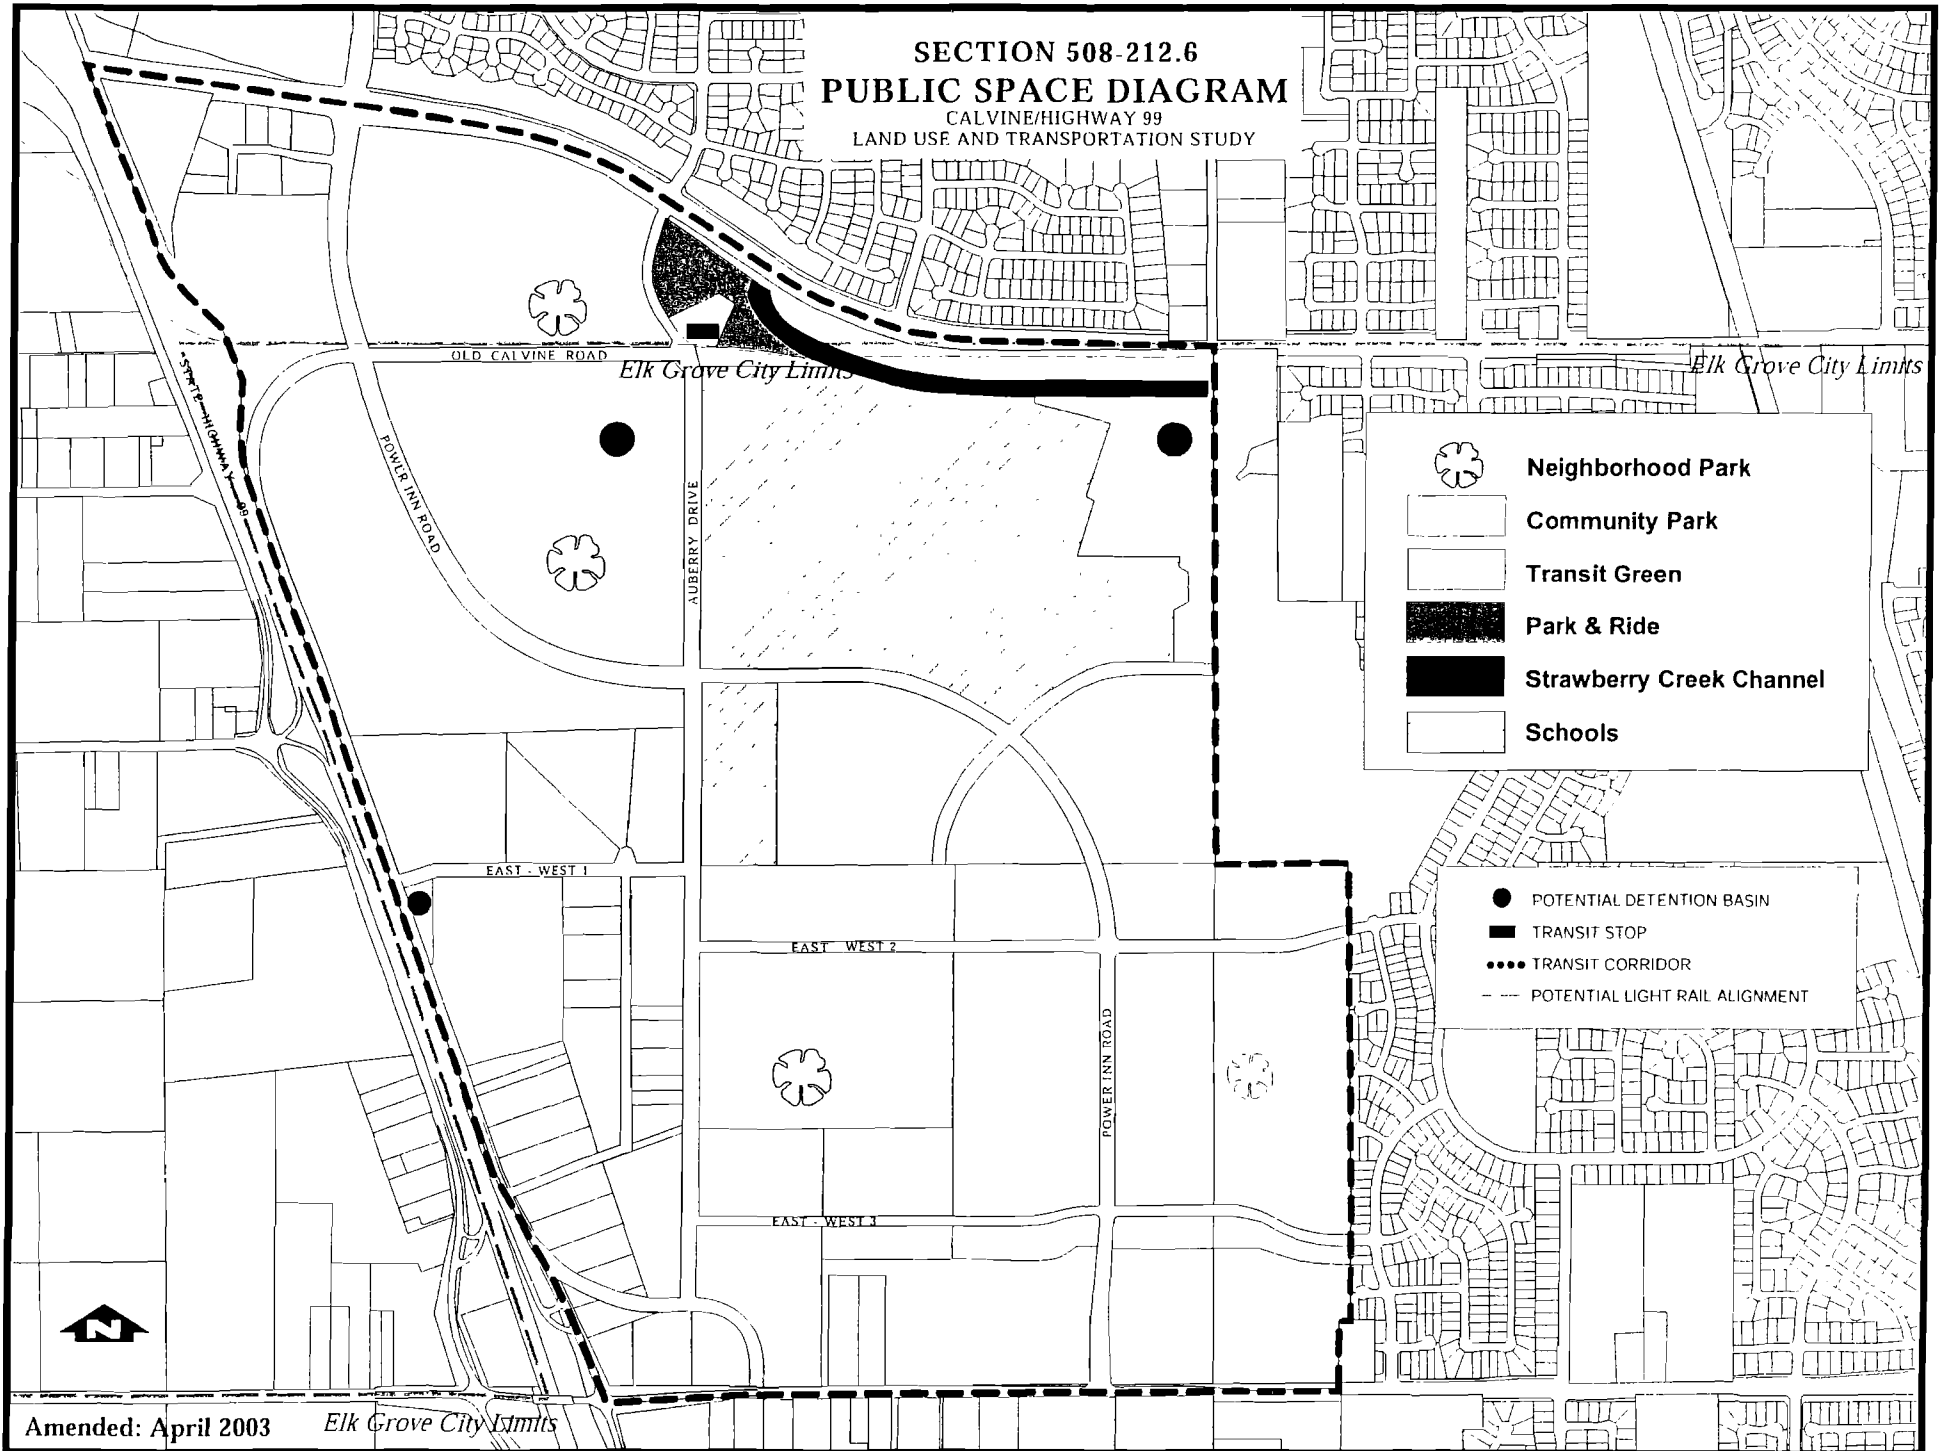 SECTION 508-212.6
PUBLIC SPACE DIAGRAM
CALVINE/HIGHWAY 99
LAND USE AND TRANSPORTATION STUDY
OLD CALVINE ROAD
Elk Grove City Limits
Elk Grove City Limits
STATE HIGHWAY 99
POWER INN ROAD
AUBERRY DRIVE
Neighborhood Park
Community Park
Transit Green
Park & Ride
Strawberry Creek Channel
Schools
EAST - WEST 1
POTENTIAL DETENTION BASIN
TRANSIT STOP
TRANSIT CORRIDOR
POTENTIAL LIGHT RAIL ALIGNMENT
EAST WEST 2
POWER INN ROAD
EAST - WEST 3
N
Amended: April 2003
Elk Grove City Limits